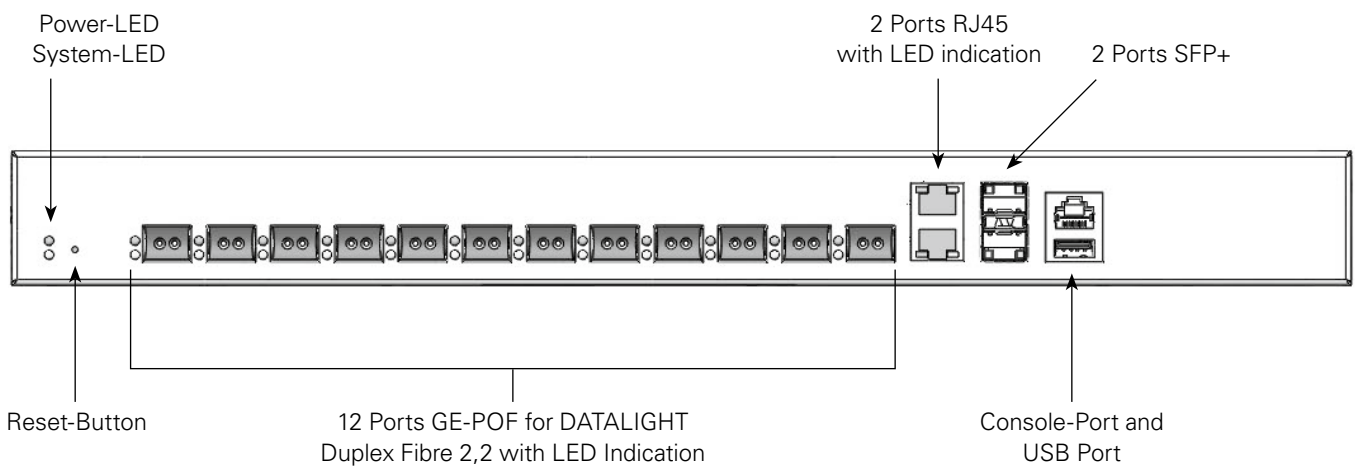 Power-LED
System-LED
2 Ports RJ45
with LED indication
2 Ports SFP+
Reset-Button
12 Ports GE-POF for DATALIGHT
Duplex Fibre 2,2 with LED Indication
Console-Port and
USB Port